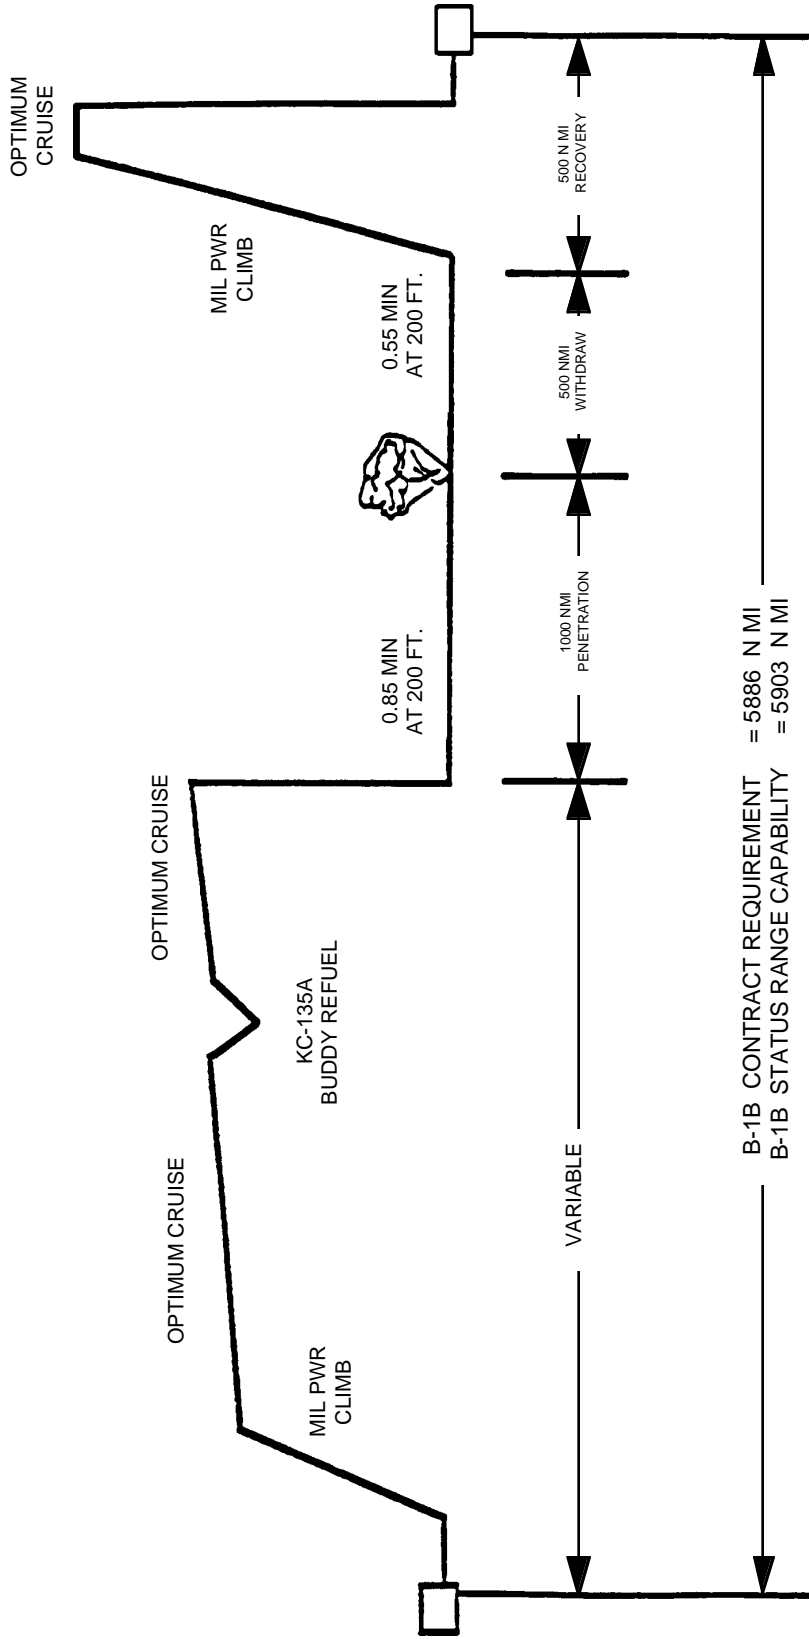 MIL PWR
CLIMB
OPTIMUM CRUISE
KC-135A
BUDDY REFUEL
OPTIMUM CRUISE
0.85 MIN
AT 200 FT.
0.55 MIN
AT 200 FT.
MIL PWR
CLIMB
OPTIMUM
CRUISE
VARIABLE
1000 NMI
PENETRATION
500 NMI
WITHDRAW
500 N MI
RECOVERY
B-1B CONTRACT REQUIREMENT = 5886 N MI
B-1B STATUS RANGE CAPABILITY = 5903 N MI